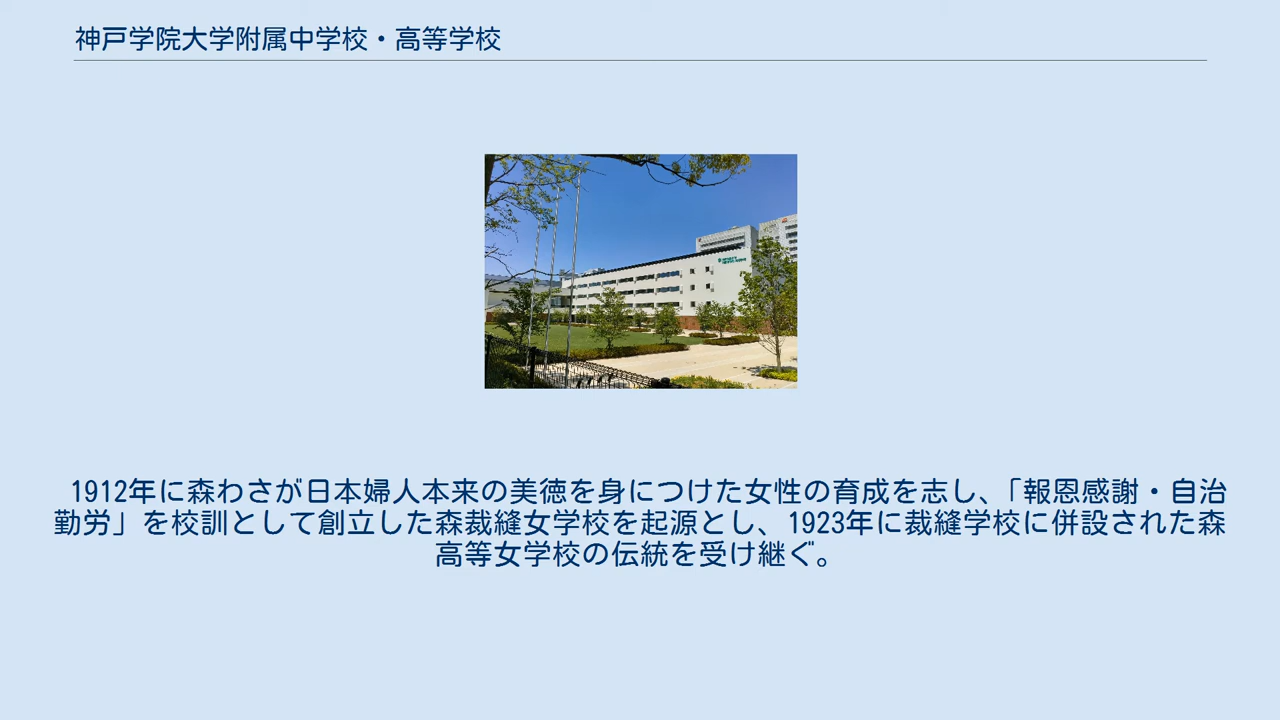 神戸学院大学附属中学校・高等学校
1912年に森わさが日本婦人本来の美徳を身につけた女性の育成を志し、「報恩感謝・自治
勤労」を校訓として創立した森裁縫女学校を起源とし、1923年に裁縫学校に併設された森
高等女学校の伝統を受け継ぐ。